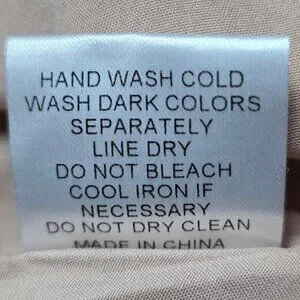 HAND WASH COLD
WASH DARK COLORS
SEPARATELY
LINE DRY
DO NOT BLEACH
COOL IRON IF
NECESSARY
DO NOT DRY CLEAN
MADE IN CHINA